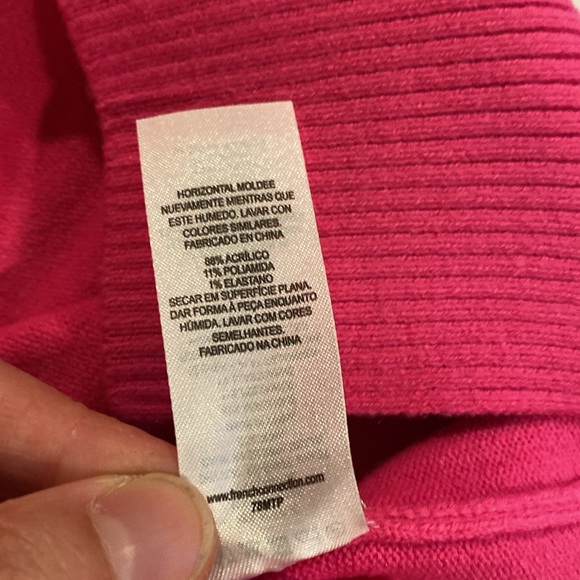 HORIZONTAL MOLDEE
NUEVAMENTE MIENTRAS QUE
ESTE HUMEDO. LAVAR CON
COLORES SIMILARES.
FABRICADO EN CHINA
88% ACRÍLICO
11% POLIAMIDA
1% ELASTANO
SECAR EM SUPERFÍCIE PLANA.
DAR FORMA À PEÇA ENQUANTO
HÚMIDA. LAVAR COM CORES
SEMELHANTES.
FABRICADO NA CHINA
www.frenchconnection.com
78MTP